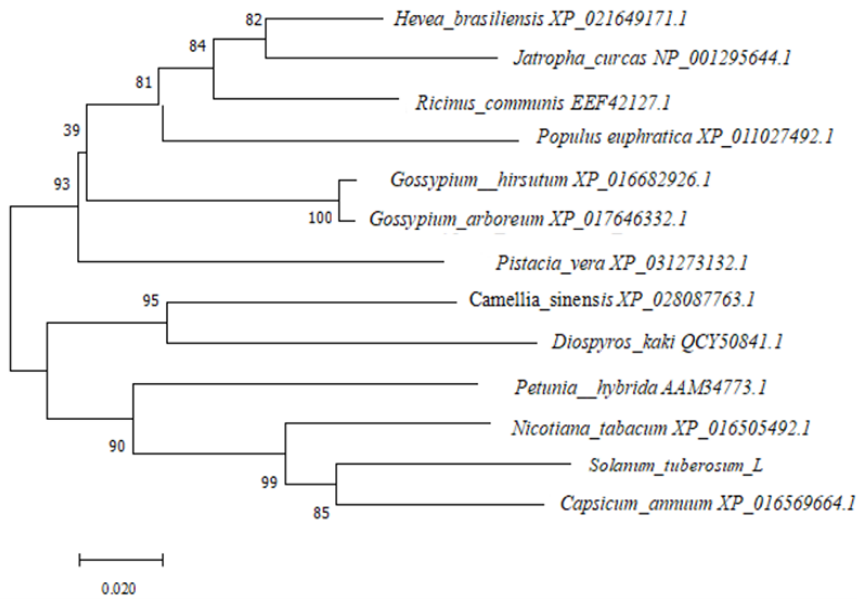 82
Hevea_brasiliensis XP_021649171.1
84
Jatropha_curcas NP_001295644.1
81
Ricinus_communis EEF42127.1
39
Populus euphratica XP_011027492.1
93
Gossypium__hirsutum XP_016682926.1
100
Gossypium_arboreum XP_017646332.1
Pistacia_vera XP_031273132.1
95
Camellia_sinensis XP_028087763.1
Diospyros_kaki QCY50841.1
Petunia__hybrida AAM34773.1
90
Nicotiana_tabacum XP_016505492.1
99
Solanum_tuberosum_L
85
Capsicum_annuum XP_016569664.1
0.020